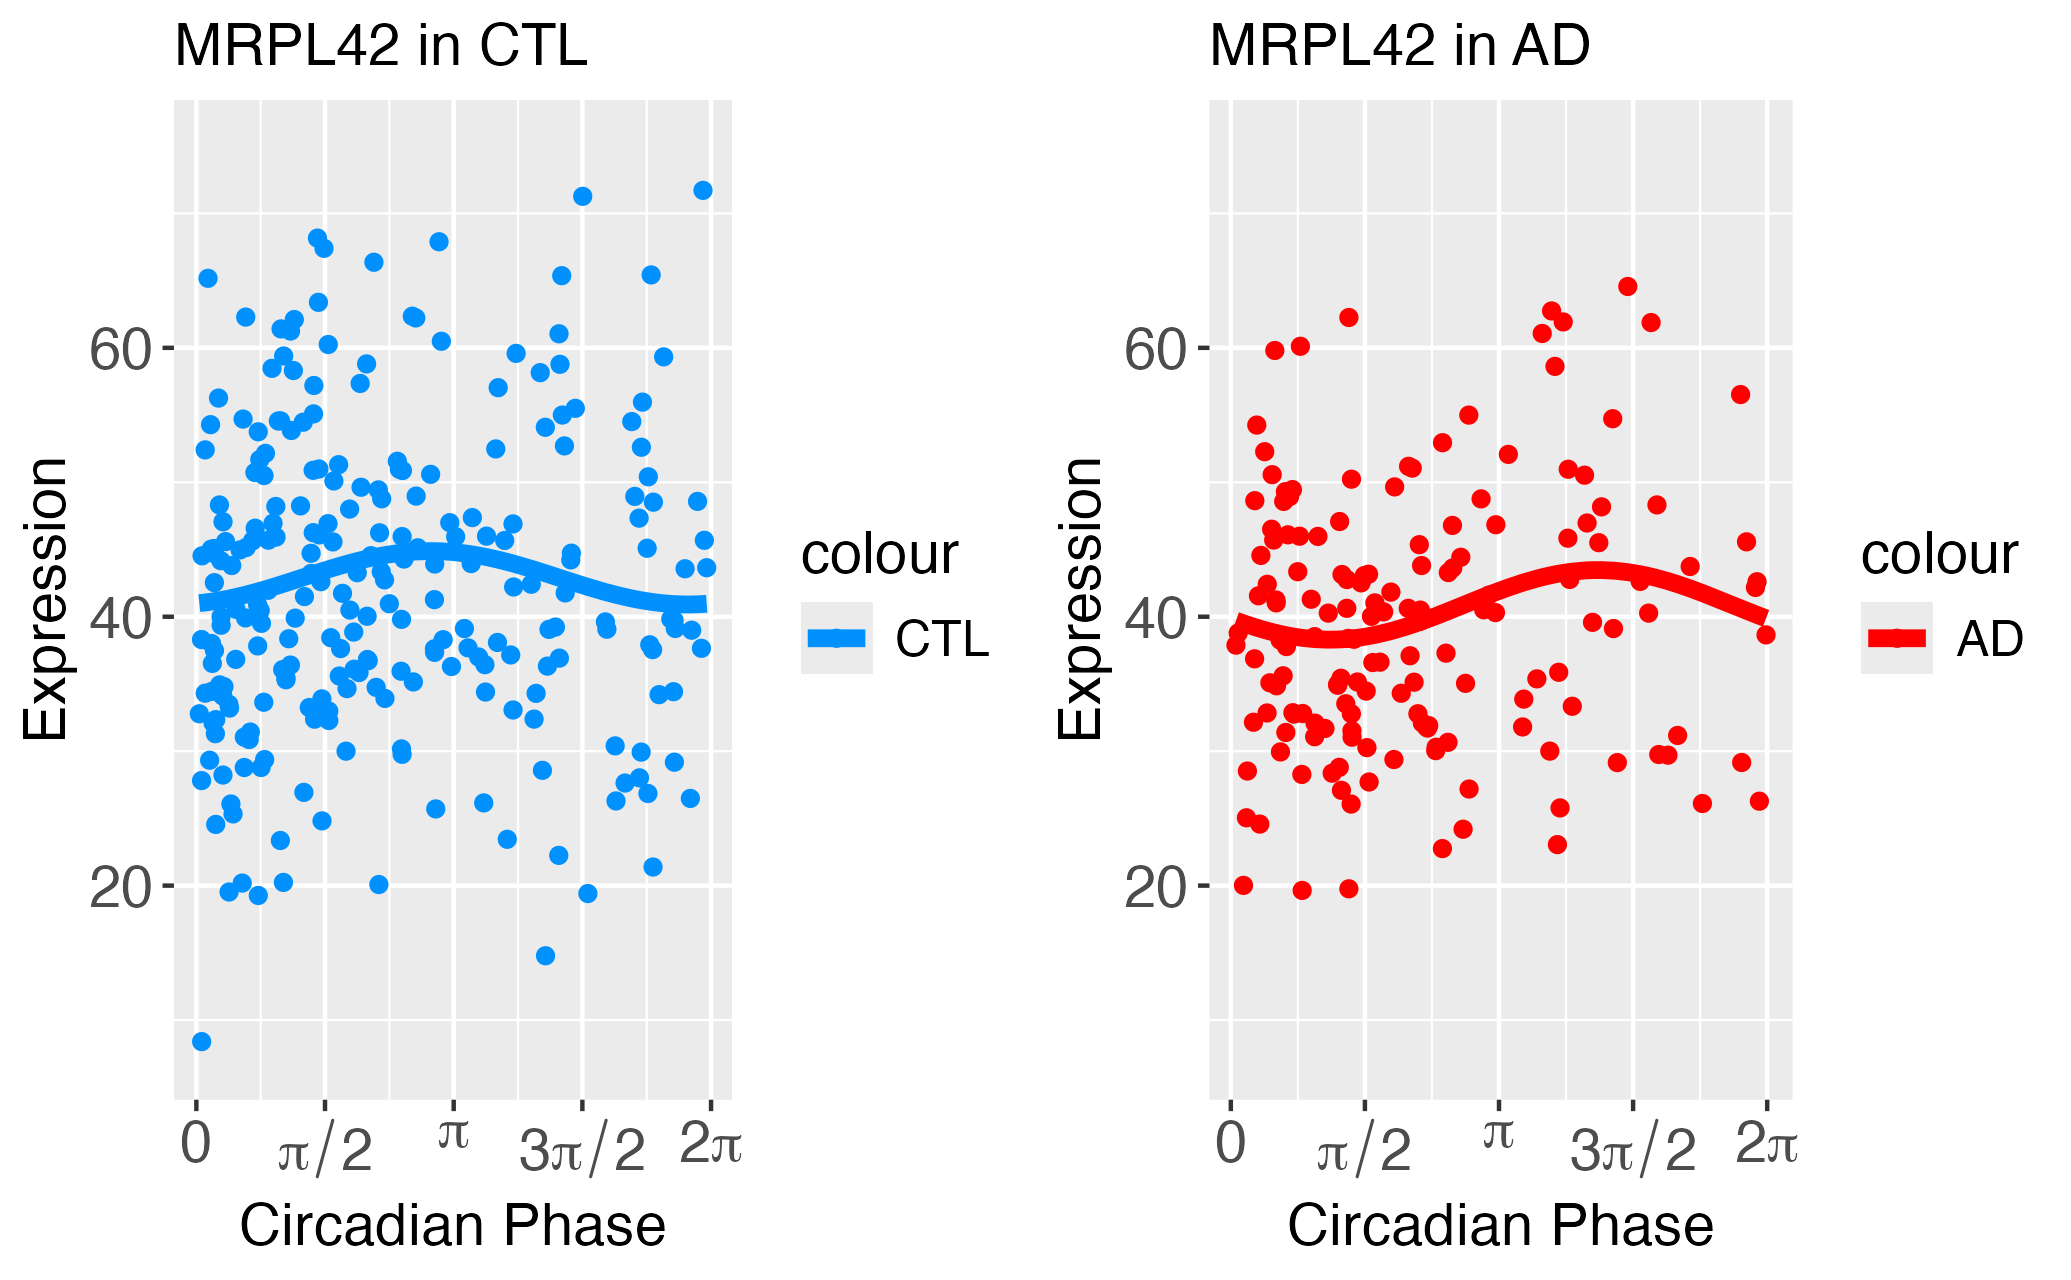 MRPL42 in CTL
Expression
60
40
20
0
π/2
π
3π/2
2π
Circadian Phase
colour
CTL
MRPL42 in AD
Expression
60
40
20
0
π/2
π
3π/2
2π
Circadian Phase
colour
AD